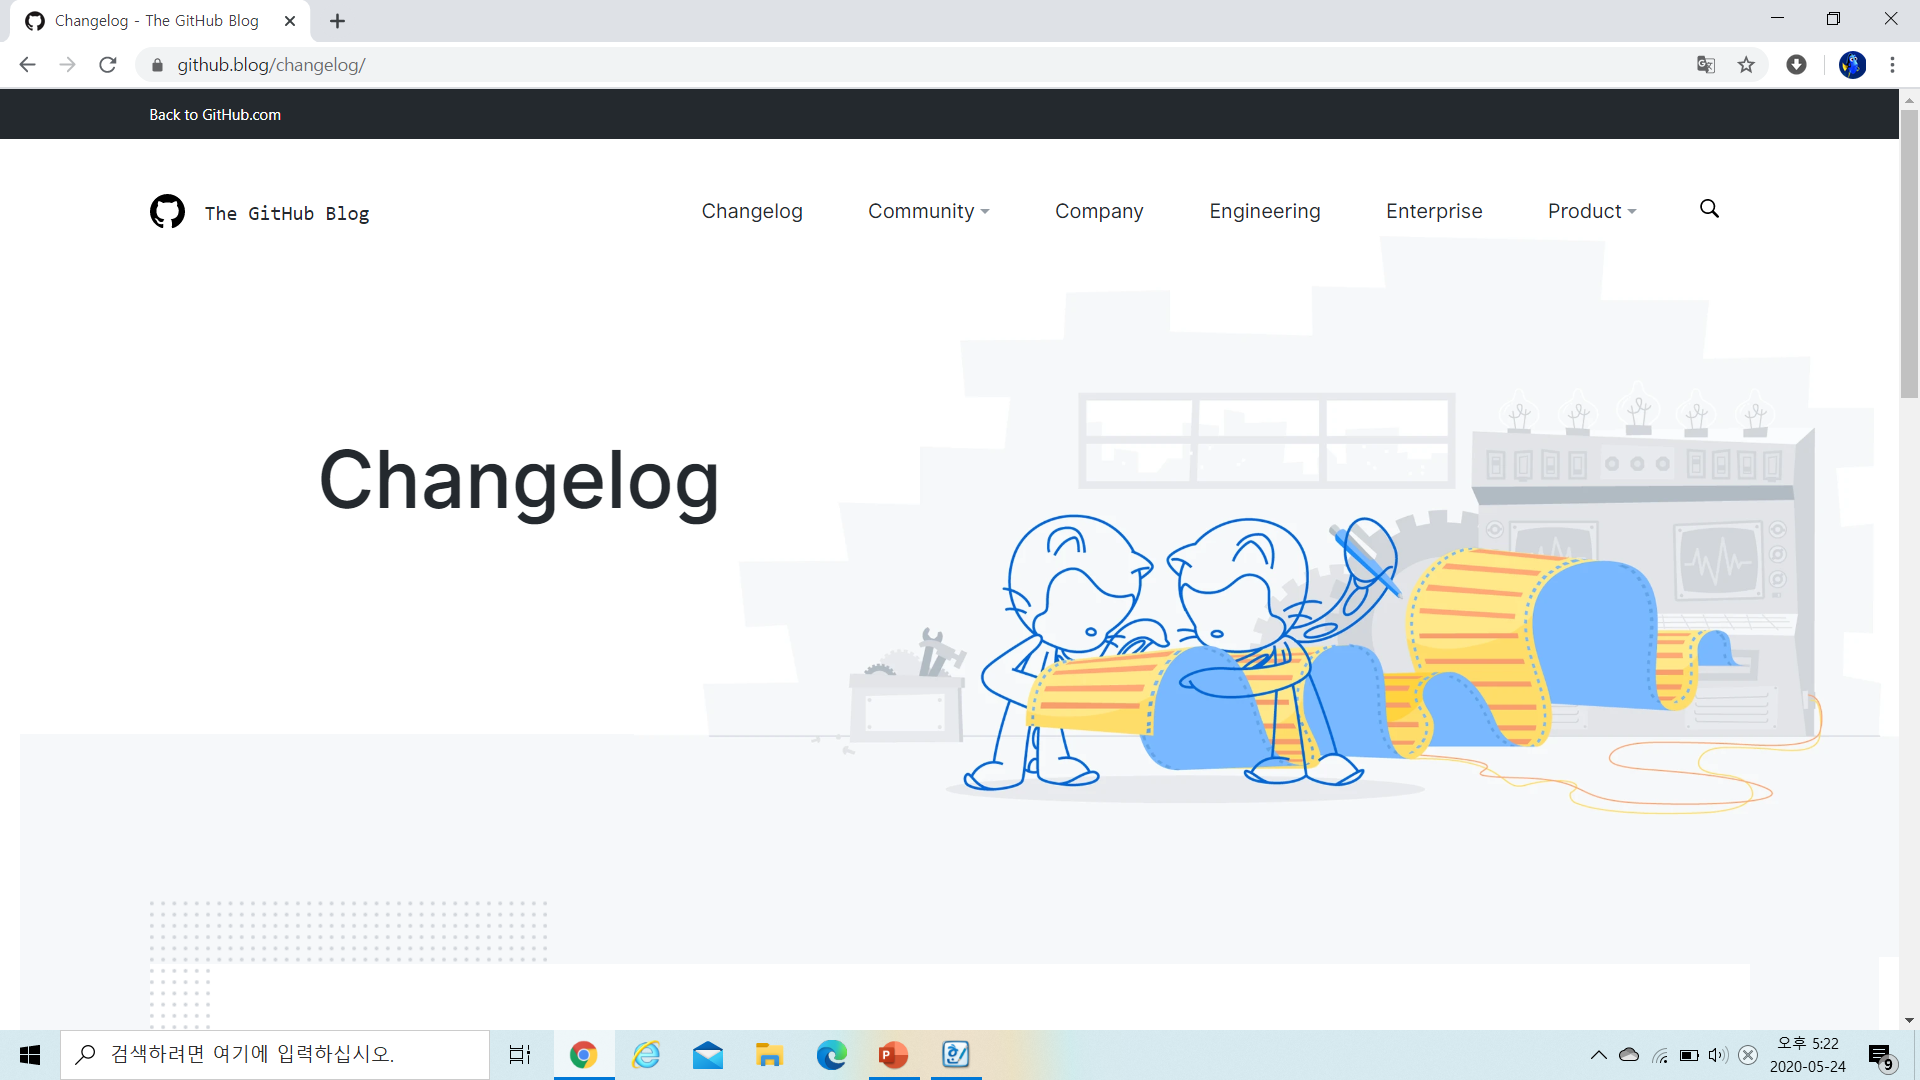 Changelog - The GitHub Blog
github.blog/changelog/
Back to GitHub.com
The GitHub Blog
Changelog
Community
Company
Engineering
Enterprise
Product
Changelog
검색하려면 여기에 입력하십시오.
오후 5:22
2020-05-24
9